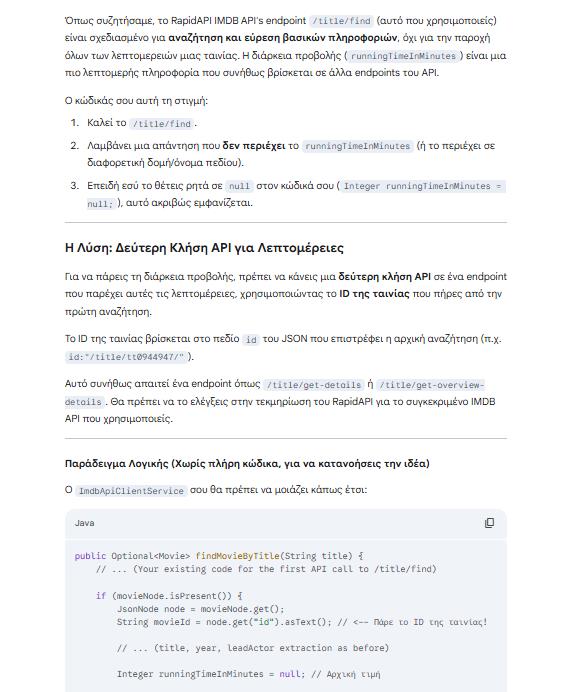 Όπως συζητήσαμε, το RapidAPI IMDB API's endpoint /title/find (αυτό που χρησιμοποιείς)
είναι σχεδιασμένο για αναζήτηση και εύρεση βασικών πληροφοριών, όχι για την παροχή
όλων των λεπτομερειών μιας ταινίας. Η διάρκεια προβολής ( runningTimeInMinutes ) είναι μια
πιο λεπτομερής πληροφορία που συνήθως βρίσκεται σε άλλα endpoints του API.
Ο κώδικάς σου αυτή τη στιγμή:
1. Καλεί το /title/find .
2. Λαμβάνει μια απάντηση που δεν περιέχει το runningTimeInMinutes (ή το περιέχει σε
διαφορετική δομή/όνομα πεδίου).
3. Επειδή εσύ το θέτεις ρητά σε null στον κώδικά σου ( Integer runningTimeInMinutes =
null; ), αυτό ακριβώς εμφανίζεται.
Η Λύση: Δεύτερη Κλήση API για Λεπτομέρειες
Για να πάρεις τη διάρκεια προβολής, πρέπει να κάνεις μια δεύτερη κλήση API σε ένα endpoint
που παρέχει αυτές τις λεπτομέρειες, χρησιμοποιώντας το ID της ταινίας που πήρες από την
πρώτη αναζήτηση.
Το ID της ταινίας βρίσκεται στο πεδίο id του JSON που επιστρέφει η αρχική αναζήτηση (π.χ.
id:"/title/tt0944947/" ).
Αυτό συνήθως απαιτεί ένα endpoint όπως /title/get-details ή /title/get-overview-
details . Θα πρέπει να το ελέγξεις στην τεκμηρίωση του RapidAPI για το συγκεκριμένο IMDB
API που χρησιμοποιείς.
Παράδειγμα Λογικής (Χωρίς πλήρη κώδικα, για να κατανοήσεις την ιδέα)
Ο ImdbApiClientService σου θα πρέπει να μοιάζει κάπως έτσι:
Java
public Optional<Movie> findMovieByTitle(String title) {
// ... (Your existing code for the first API call to /title/find)
if (movieNode.isPresent()) {
JsonNode node = movieNode.get();
String movieId = node.get("id").asText(); // <-- Πάρε το ID της ταινίας!
// ... (title, year, leadActor extraction as before)
Integer runningTimeInMinutes = null; // Αρχική τιμή